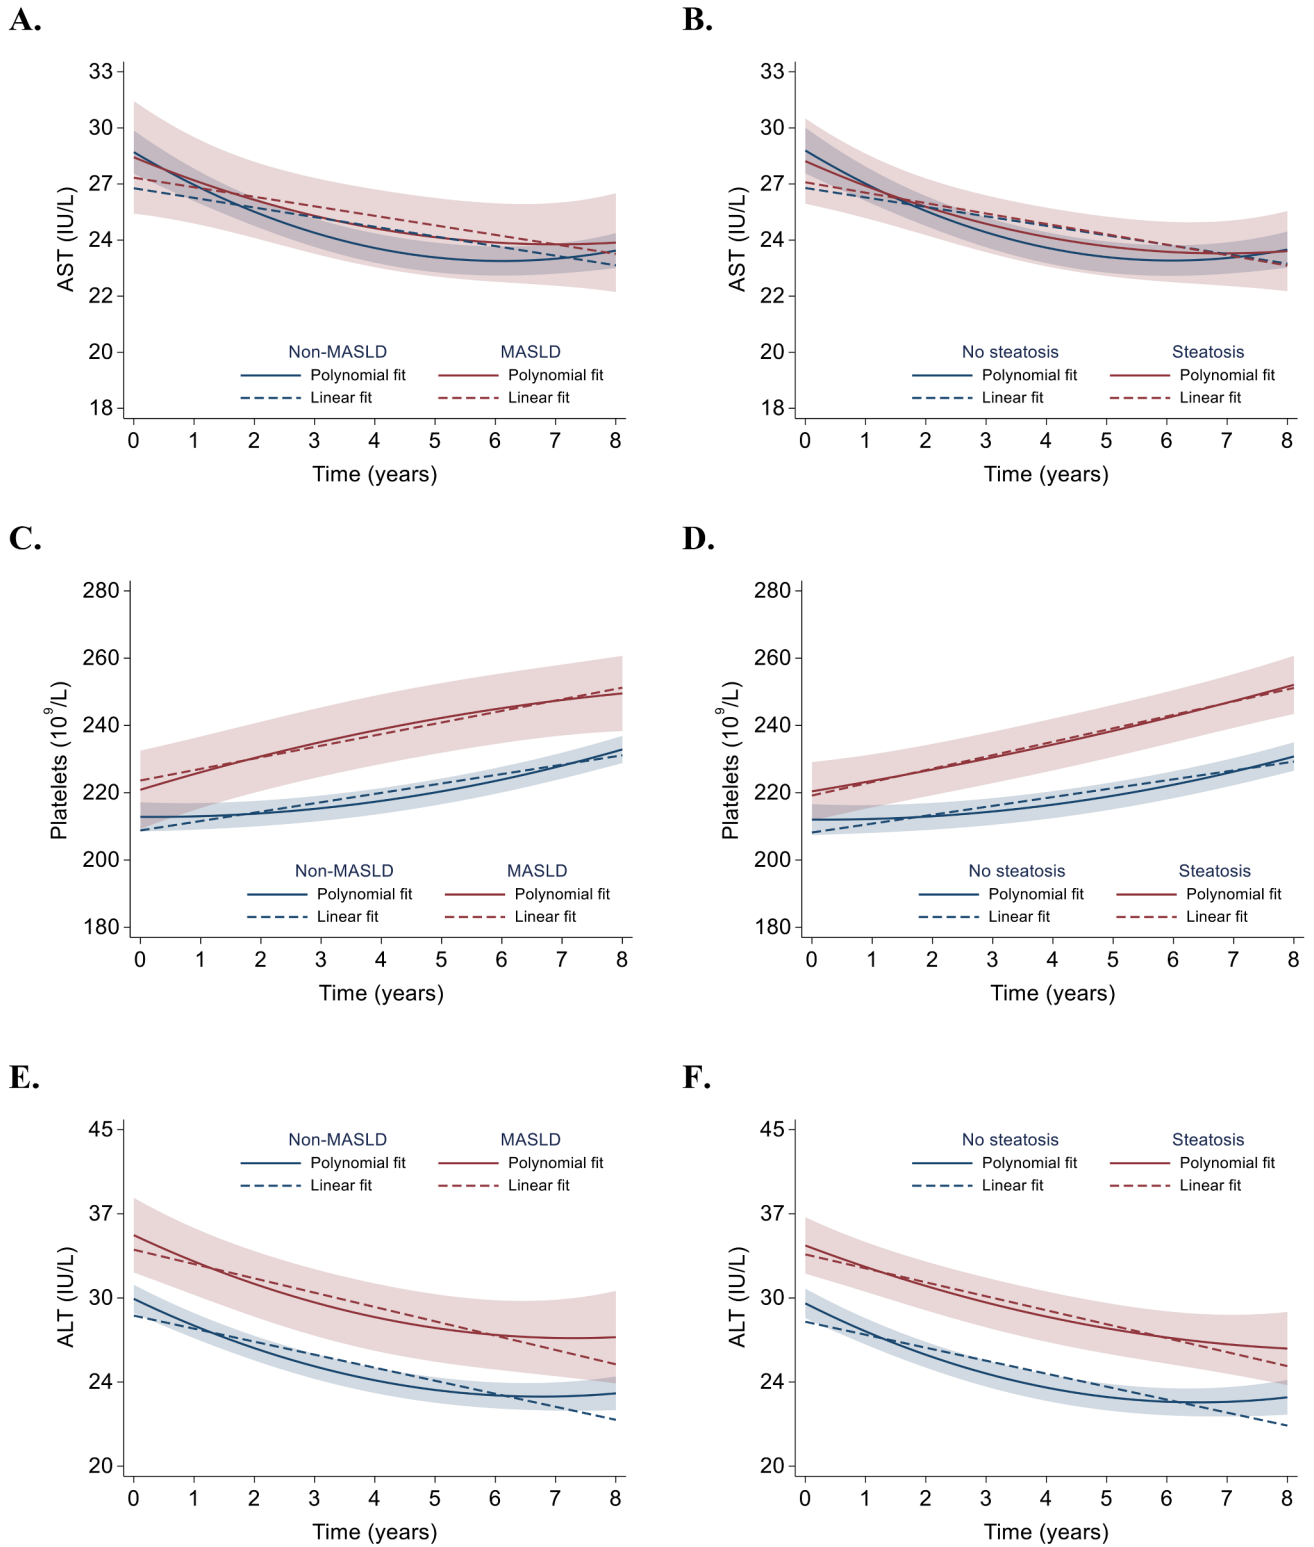 A.
AST (IU/L)
33
30
27
24
22
20
18
Non-MASLD MASLD
Polynomial fit Polynomial fit
Linear fit Linear fit
0 1 2 3 4 5 6 7 8
Time (years)
B.
AST (IU/L)
33
30
27
24
22
20
18
No steatosis Steatosis
Polynomial fit Polynomial fit
Linear fit Linear fit
0 1 2 3 4 5 6 7 8
Time (years)
C.
Platelets (10⁹/L)
280
260
240
220
200
180
Non-MASLD MASLD
Polynomial fit Polynomial fit
Linear fit Linear fit
0 1 2 3 4 5 6 7 8
Time (years)
D.
Platelets (10⁹/L)
280
260
240
220
200
180
No steatosis Steatosis
Polynomial fit Polynomial fit
Linear fit Linear fit
0 1 2 3 4 5 6 7 8
Time (years)
E.
ALT (IU/L)
45
37
30
24
20
Non-MASLD MASLD
Polynomial fit Polynomial fit
Linear fit Linear fit
0 1 2 3 4 5 6 7 8
Time (years)
F.
ALT (IU/L)
45
37
30
24
20
No steatosis Steatosis
Polynomial fit Polynomial fit
Linear fit Linear fit
0 1 2 3 4 5 6 7 8
Time (years)